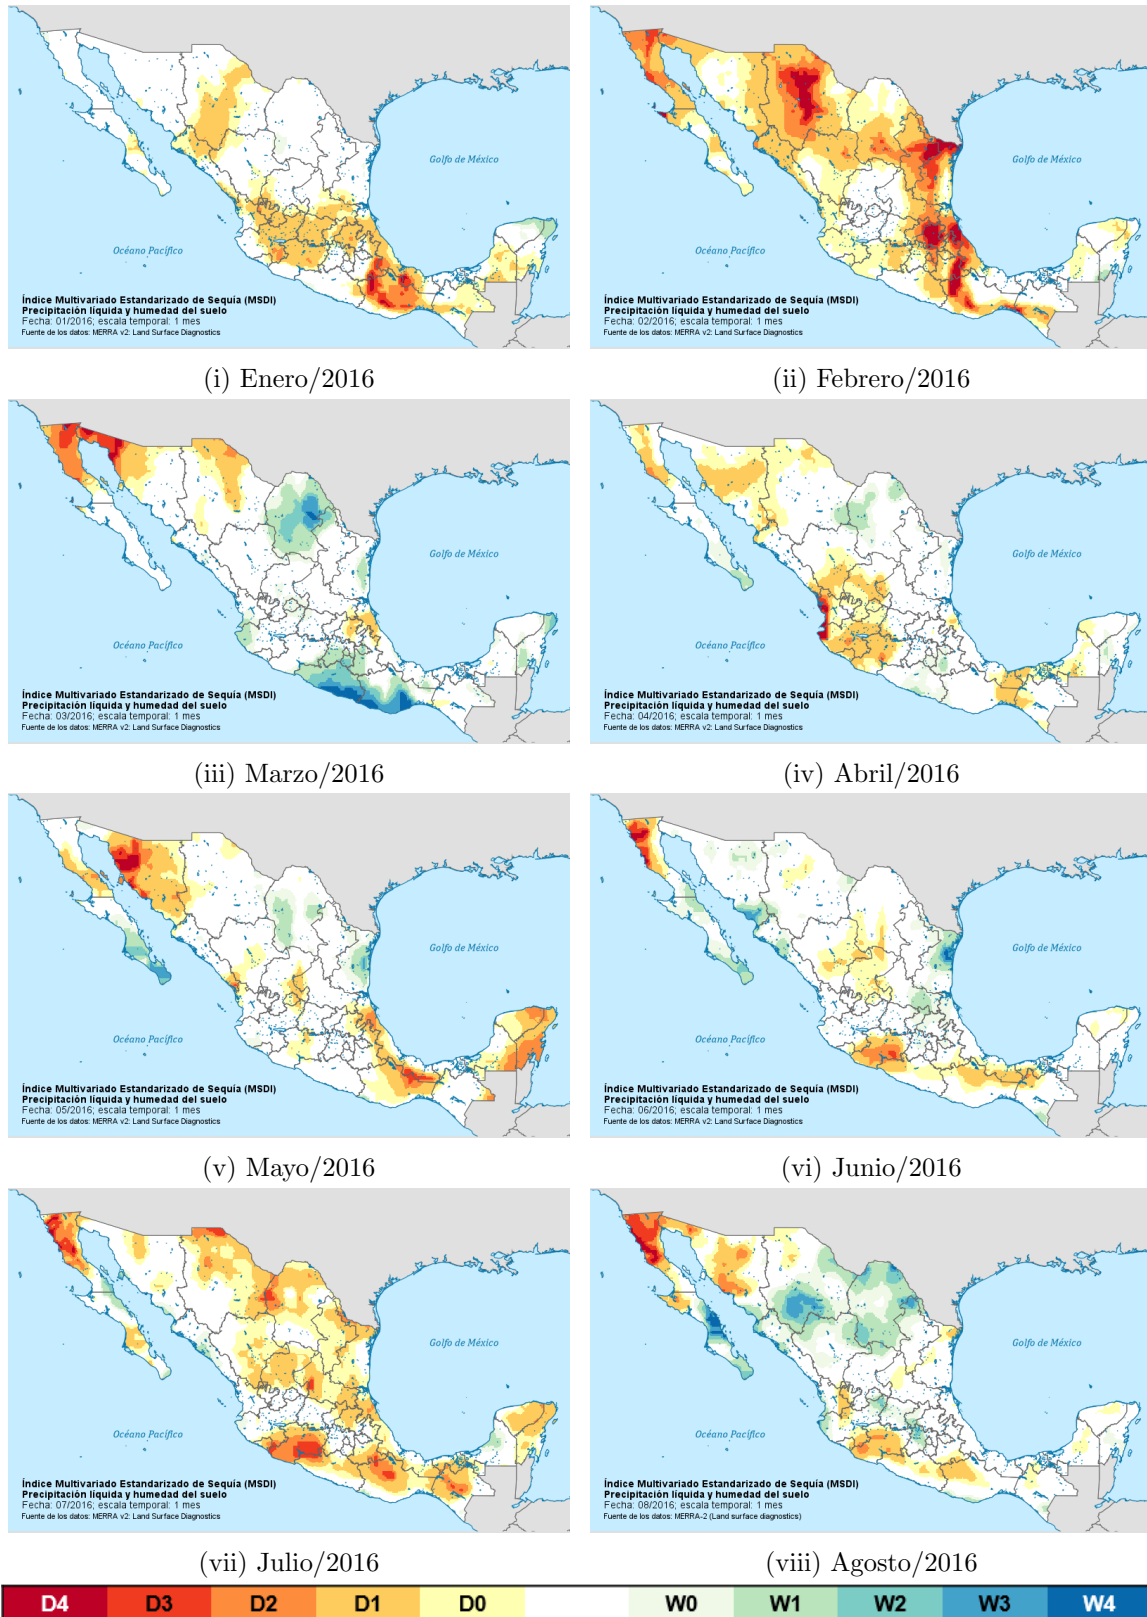 Golfo de México
Océano Pacífico
Índice Multivariado Estandarizado de Sequía (MSDI)
Precipitación líquida y humedad del suelo
Fecha: 01/2016; escala temporal: 1 mes
Fuente de los datos: MERRA v2: Land Surface Diagnostics
(i) Enero/2016
Golfo de México
Océano Pacífico
Índice Multivariado Estandarizado de Sequía (MSDI)
Precipitación líquida y humedad del suelo
Fecha: 02/2016; escala temporal: 1 mes
Fuente de los datos: MERRA v2: Land Surface Diagnostics
(ii) Febrero/2016
Golfo de México
Océano Pacífico
Índice Multivariado Estandarizado de Sequía (MSDI)
Precipitación líquida y humedad del suelo
Fecha: 03/2016; escala temporal: 1 mes
Fuente de los datos: MERRA v2: Land Surface Diagnostics
(iii) Marzo/2016
Golfo de México
Océano Pacífico
Índice Multivariado Estandarizado de Sequía (MSDI)
Precipitación líquida y humedad del suelo
Fecha: 04/2016; escala temporal: 1 mes
Fuente de los datos: MERRA v2: Land Surface Diagnostics
(iv) Abril/2016
Golfo de México
Océano Pacífico
Índice Multivariado Estandarizado de Sequía (MSDI)
Precipitación líquida y humedad del suelo
Fecha: 05/2016; escala temporal: 1 mes
Fuente de los datos: MERRA v2: Land Surface Diagnostics
(v) Mayo/2016
Golfo de México
Océano Pacífico
Índice Multivariado Estandarizado de Sequía (MSDI)
Precipitación líquida y humedad del suelo
Fecha: 06/2016; escala temporal: 1 mes
Fuente de los datos: MERRA v2: Land Surface Diagnostics
(vi) Junio/2016
Golfo de México
Océano Pacífico
Índice Multivariado Estandarizado de Sequía (MSDI)
Precipitación líquida y humedad del suelo
Fecha: 07/2016; escala temporal: 1 mes
Fuente de los datos: MERRA v2: Land Surface Diagnostics
(vii) Julio/2016
Golfo de México
Océano Pacífico
Índice Multivariado Estandarizado de Sequía (MSDI)
Precipitación líquida y humedad del suelo
Fecha: 08/2016; escala temporal: 1 mes
Fuente de los datos: MERRA-2 (Land surface diagnostics)
(viii) Agosto/2016
D4 D3 D2 D1 D0 W0 W1 W2 W3 W4